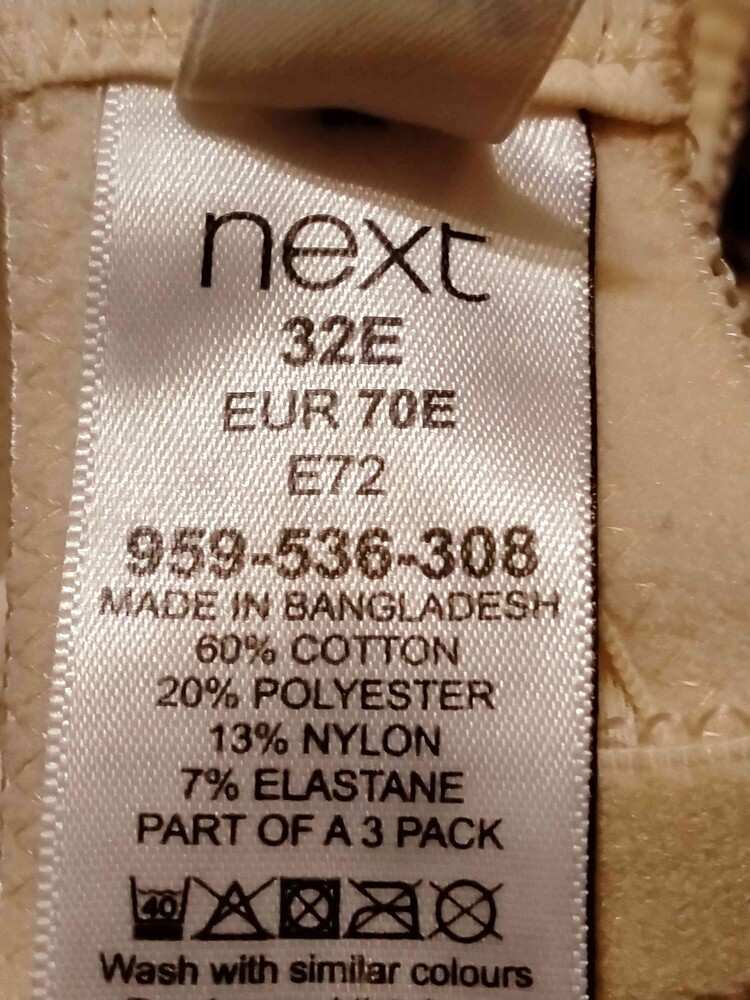 next
32E
EUR 70E
E72
959-536-308
MADE IN BANGLADESH
60% COTTON
20% POLYESTER
13% NYLON
7% ELASTANE
PART OF A 3 PACK
40
Wash with similar colours